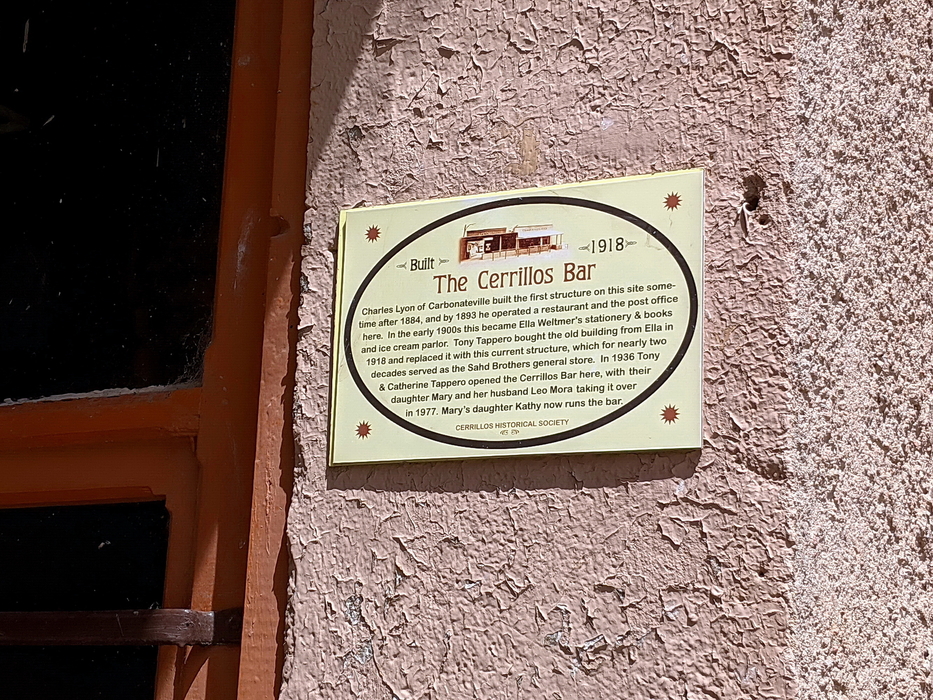 Built 1918
The Cerrillos Bar
Charles Lyon of Carbonateville built the first structure on this site some-
time after 1884, and by 1893 he operated a restaurant and the post office
here. In the early 1900s this became Ella Weltmer's stationery & books
and ice cream parlor. Tony Tappero bought the old building from Ella in
1918 and replaced it with this current structure, which for nearly two
decades served as the Sahd Brothers general store. In 1936 Tony
& Catherine Tappero opened the Cerrillos Bar here, with their
daughter Mary and her husband Leo Mora taking it over
in 1977. Mary's daughter Kathy now runs the bar.
CERRILLOS HISTORICAL SOCIETY